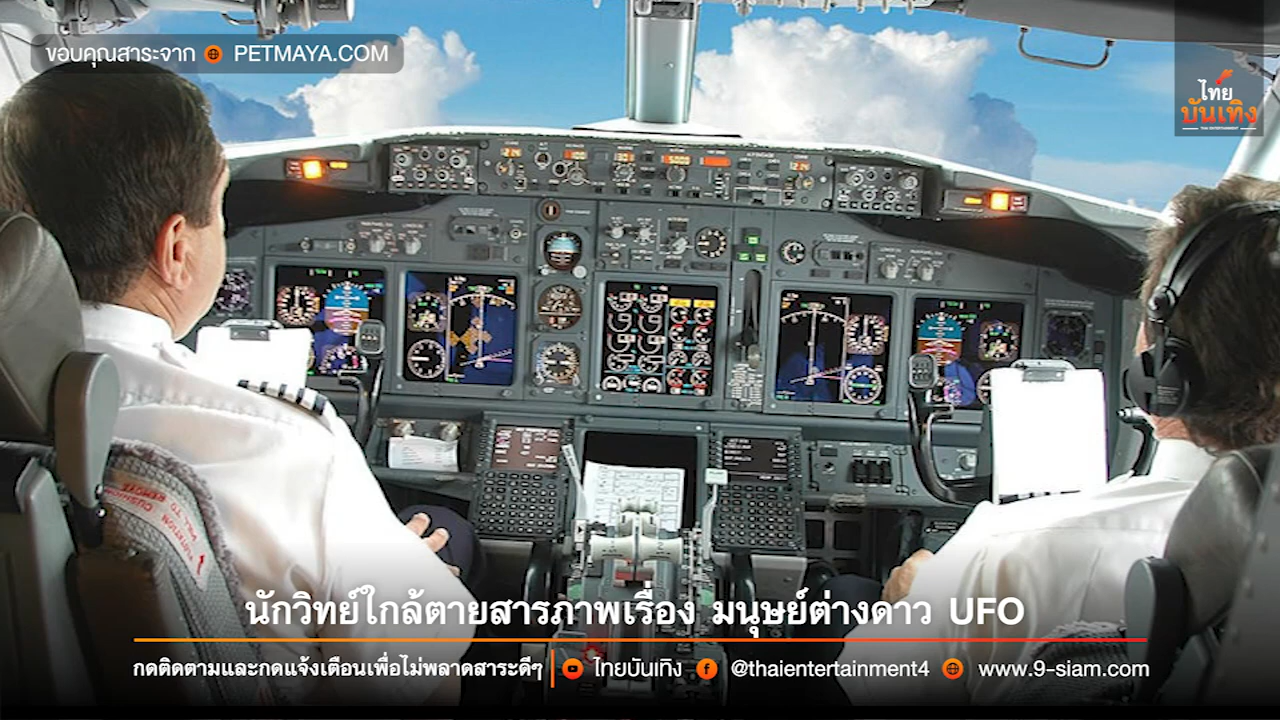 ขอบคุณสาระจาก PETMAYA.COM
ไทย
บันเทิง
THAI ENTERTAINMENT
นักวิทย์ใกล้ตายสารภาพเรื่อง มนุษย์ต่างดาว UFO
กดติดตามและกดแจ้งเตือนเพื่อไม่พลาดสาระดีๆ ไทยบันเทิง @thaientertainment4 www.9-siam.com